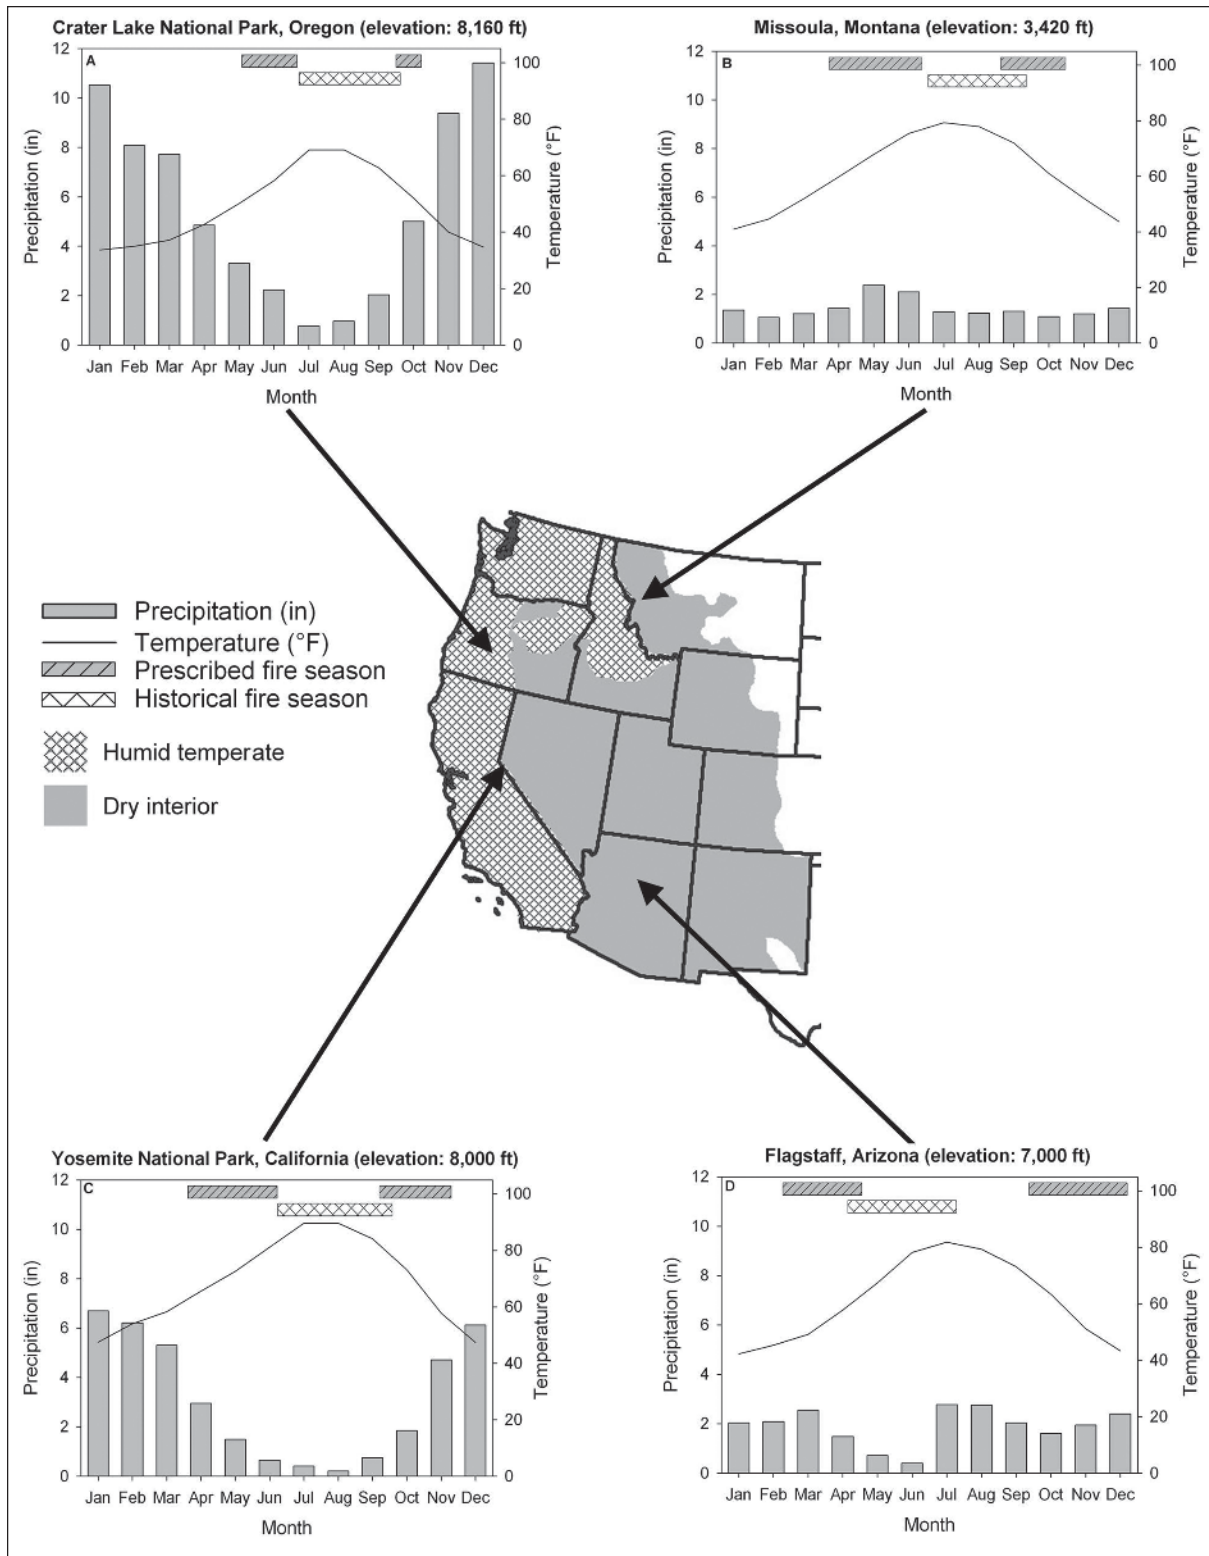 Crater Lake National Park, Oregon (elevation: 8,160 ft)
A
Precipitation (in)
12
10
8
6
4
2
0
100
80
60
40
20
0
Temperature (°F)
Jan Feb Mar Apr May Jun Jul Aug Sep Oct Nov Dec
Month
Missoula, Montana (elevation: 3,420 ft)
B
Precipitation (in)
12
10
8
6
4
2
0
100
80
60
40
20
0
Temperature (°F)
Jan Feb Mar Apr May Jun Jul Aug Sep Oct Nov Dec
Month
Precipitation (in)
Temperature (°F)
Prescribed fire season
Historical fire season
Humid temperate
Dry interior
Yosemite National Park, California (elevation: 8,000 ft)
C
Precipitation (in)
12
10
8
6
4
2
0
100
80
60
40
20
0
Temperature (°F)
Jan Feb Mar Apr May Jun Jul Aug Sep Oct Nov Dec
Month
Flagstaff, Arizona (elevation: 7,000 ft)
D
Precipitation (in)
12
10
8
6
4
2
0
100
80
60
40
20
0
Temperature (°F)
Jan Feb Mar Apr May Jun Jul Aug Sep Oct Nov Dec
Month